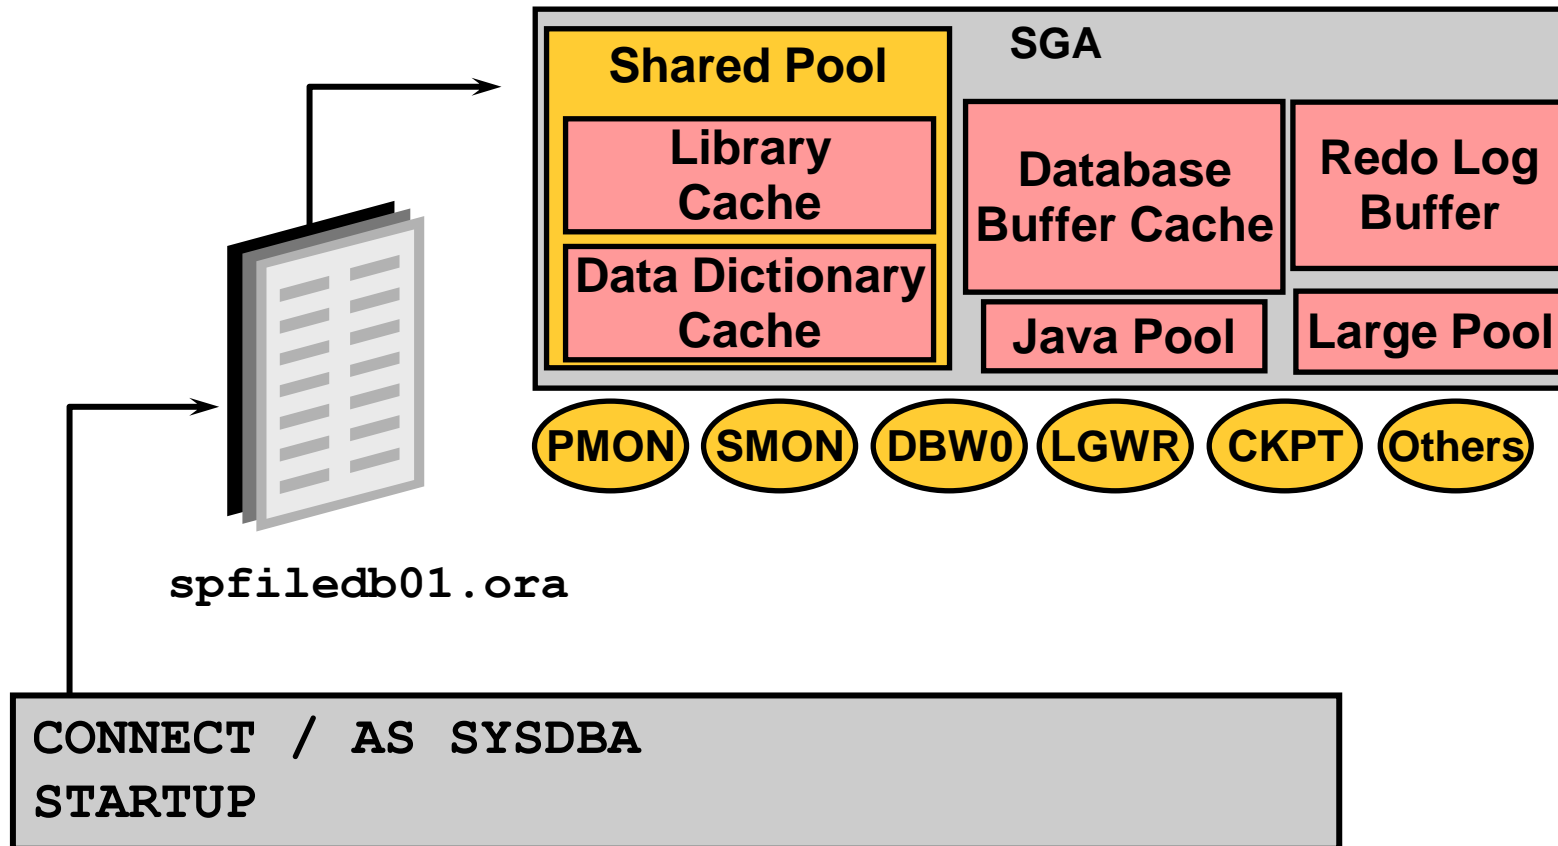 SGA
Shared Pool
Library
Cache
Data Dictionary
Cache
Database
Buffer Cache
Redo Log
Buffer
Java Pool
Large Pool
PMON
SMON
DBW0
LGWR
CKPT
Others
spfiledb01.ora
CONNECT / AS SYSDBA
STARTUP